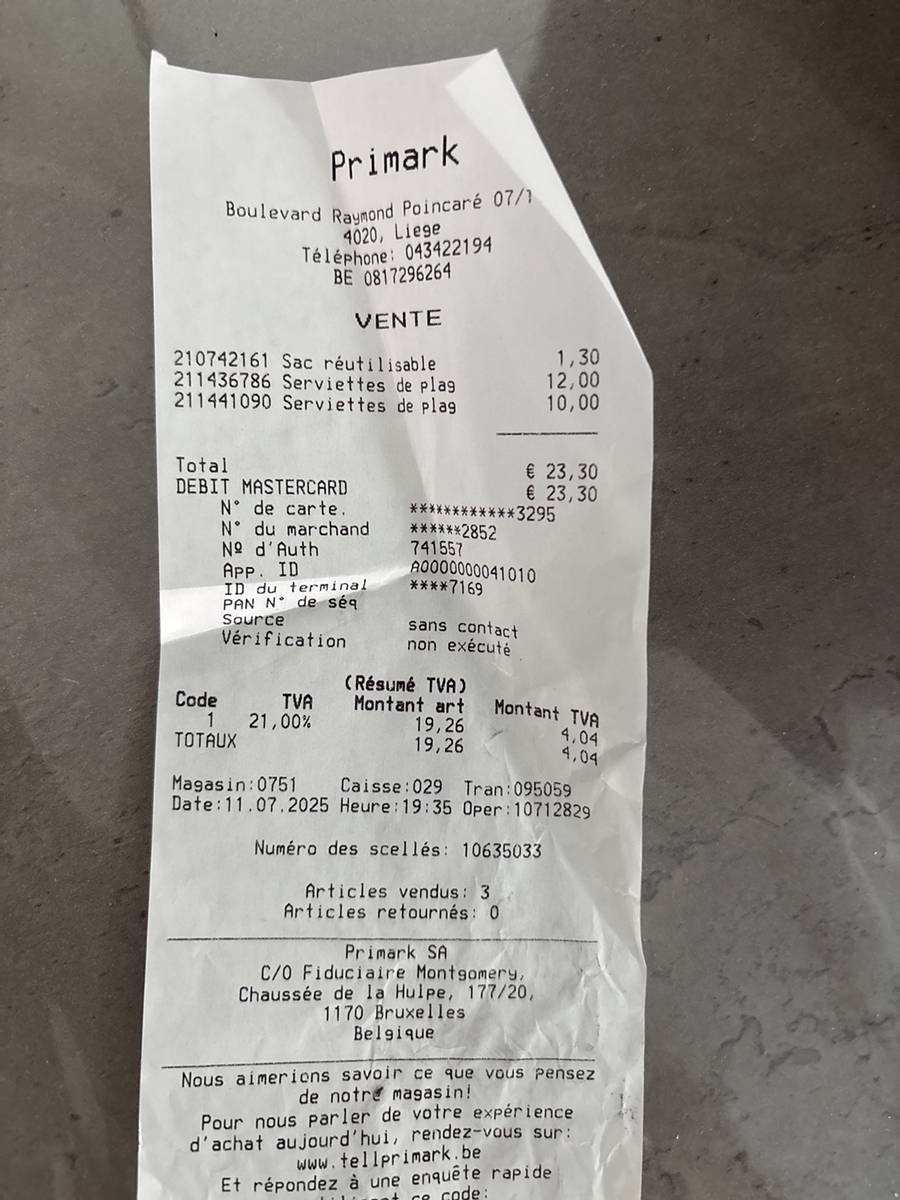 Primark
Boulevard Raymond Poincaré 07/1
4020, Liege
Téléphone: 043422194
BE 0817296264
VENTE
210742161 Sac réutilisable 1,30
211436786 Serviettes de plag 12,00
211441090 Serviettes de plag 10,00
Total € 23,30
DEBIT MASTERCARD € 23,30
N° de carte. ************3295
N° du marchand ******2852
Nº d'Auth 741557
App. ID A0000000041010
ID du terminal ****7169
PAN N° de séq
Source sans contact
Vérification non exécuté
(Résumé TVA)
Code TVA Montant art Montant TVA
1 21,00% 19,26 4,04
TOTAUX 19,26 4,04
Magasin:0751 Caisse:029 Tran:095059
Date:11.07.2025 Heure:19:35 Oper:10712829
Numéro des scellés: 10635033
Articles vendus: 3
Articles retournés: 0
Primark SA
C/O Fiduciaire Montgomery,
Chaussée de la Hulpe, 177/20,
1170 Bruxelles
Belgique
Nous aimerions savoir ce que vous pensez
de notre magasin!
Pour nous parler de votre expérience
d'achat aujourd'hui, rendez-vous sur:
www.tellprimark.be
Et répondez à une enquête rapide
ce code: